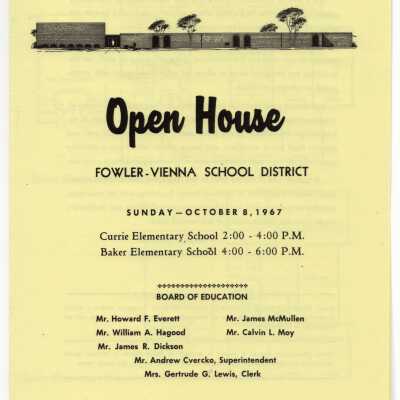 Open House
FOWLER-VIENNA SCHOOL DISTRICT
SUNDAY — OCTOBER 8, 1967
Currie Elementary School 2:00 - 4:00 P.M.
Baker Elementary School 4:00 - 6:00 P.M.
BOARD OF EDUCATION
Mr. Howard F. Everett Mr. James McMullen
Mr. William A. Hagood Mr. Calvin L. Moy
Mr. James R. Dickson
Mr. Andrew Cvercko, Superintendent
Mrs. Gertrude G. Lewis, Clerk